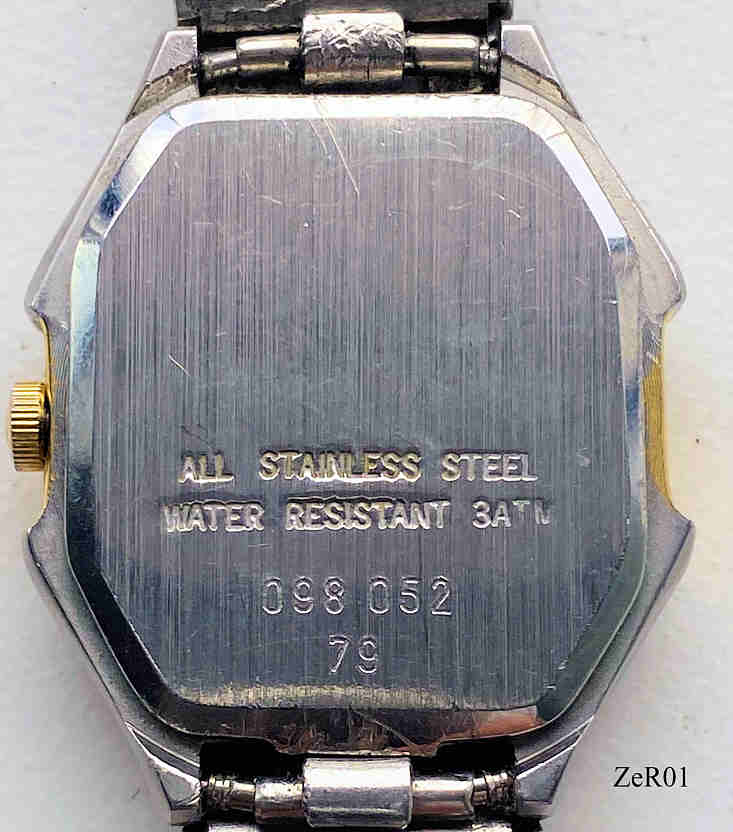 ALL STAINLESS STEEL
WATER RESISTANT 3ATM
098 052
79
ZeR01